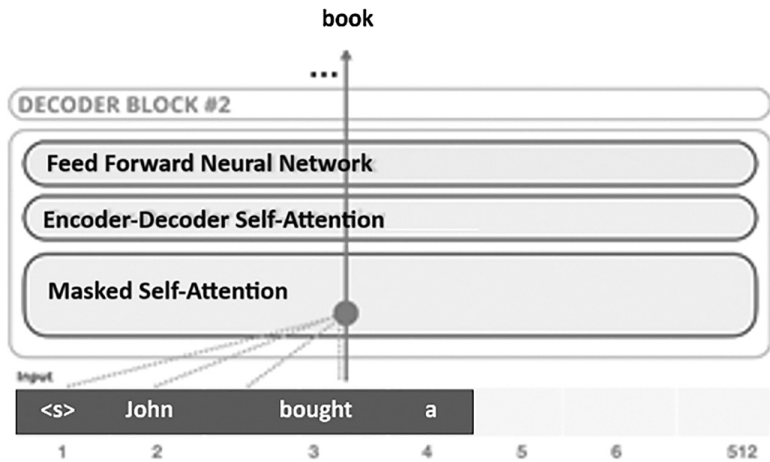 book
...
DECODER BLOCK #2
Feed Forward Neural Network
Encoder-Decoder Self-Attention
Masked Self-Attention
Input
<s> John bought a
1 2 3 4 5 6 512